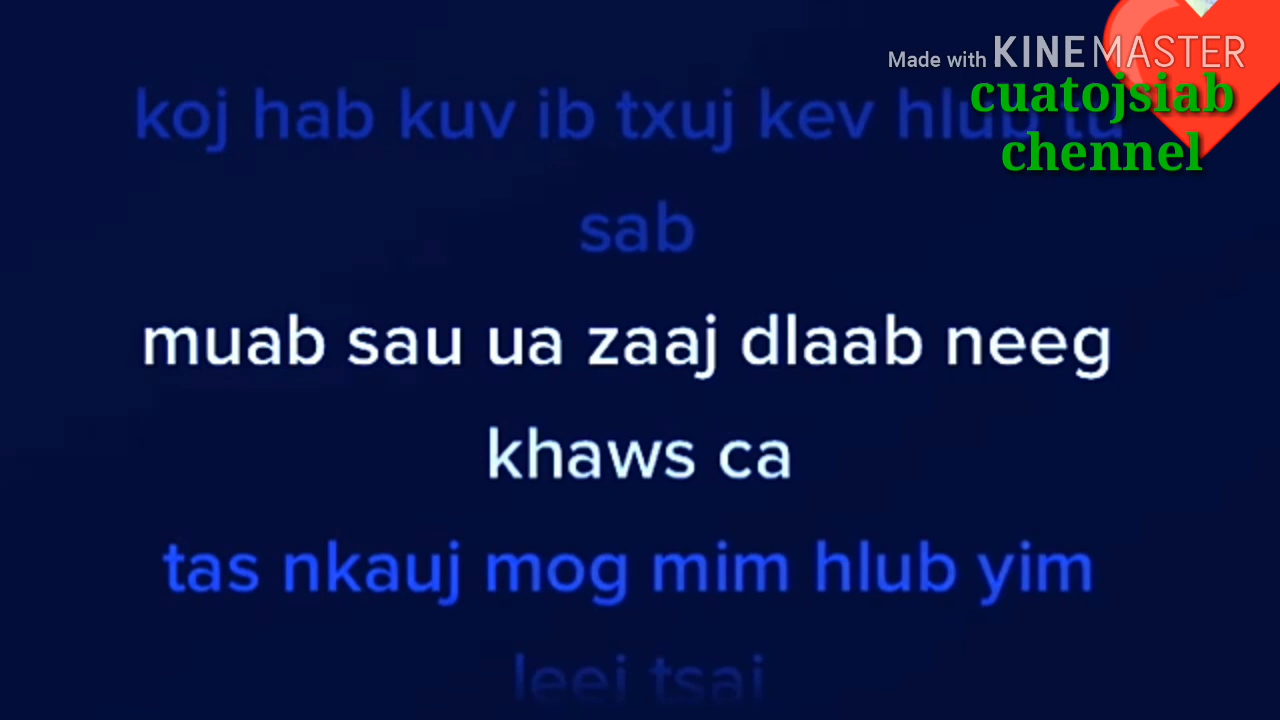 Made with KINEMASTER
cuatojsiab
chennel
koj hab kuv ib txuj kev hlub tu
sab
muab sau ua zaaj dlaab neeg
khaws ca
tas nkauj mog mim hlub yim
leej tsaj